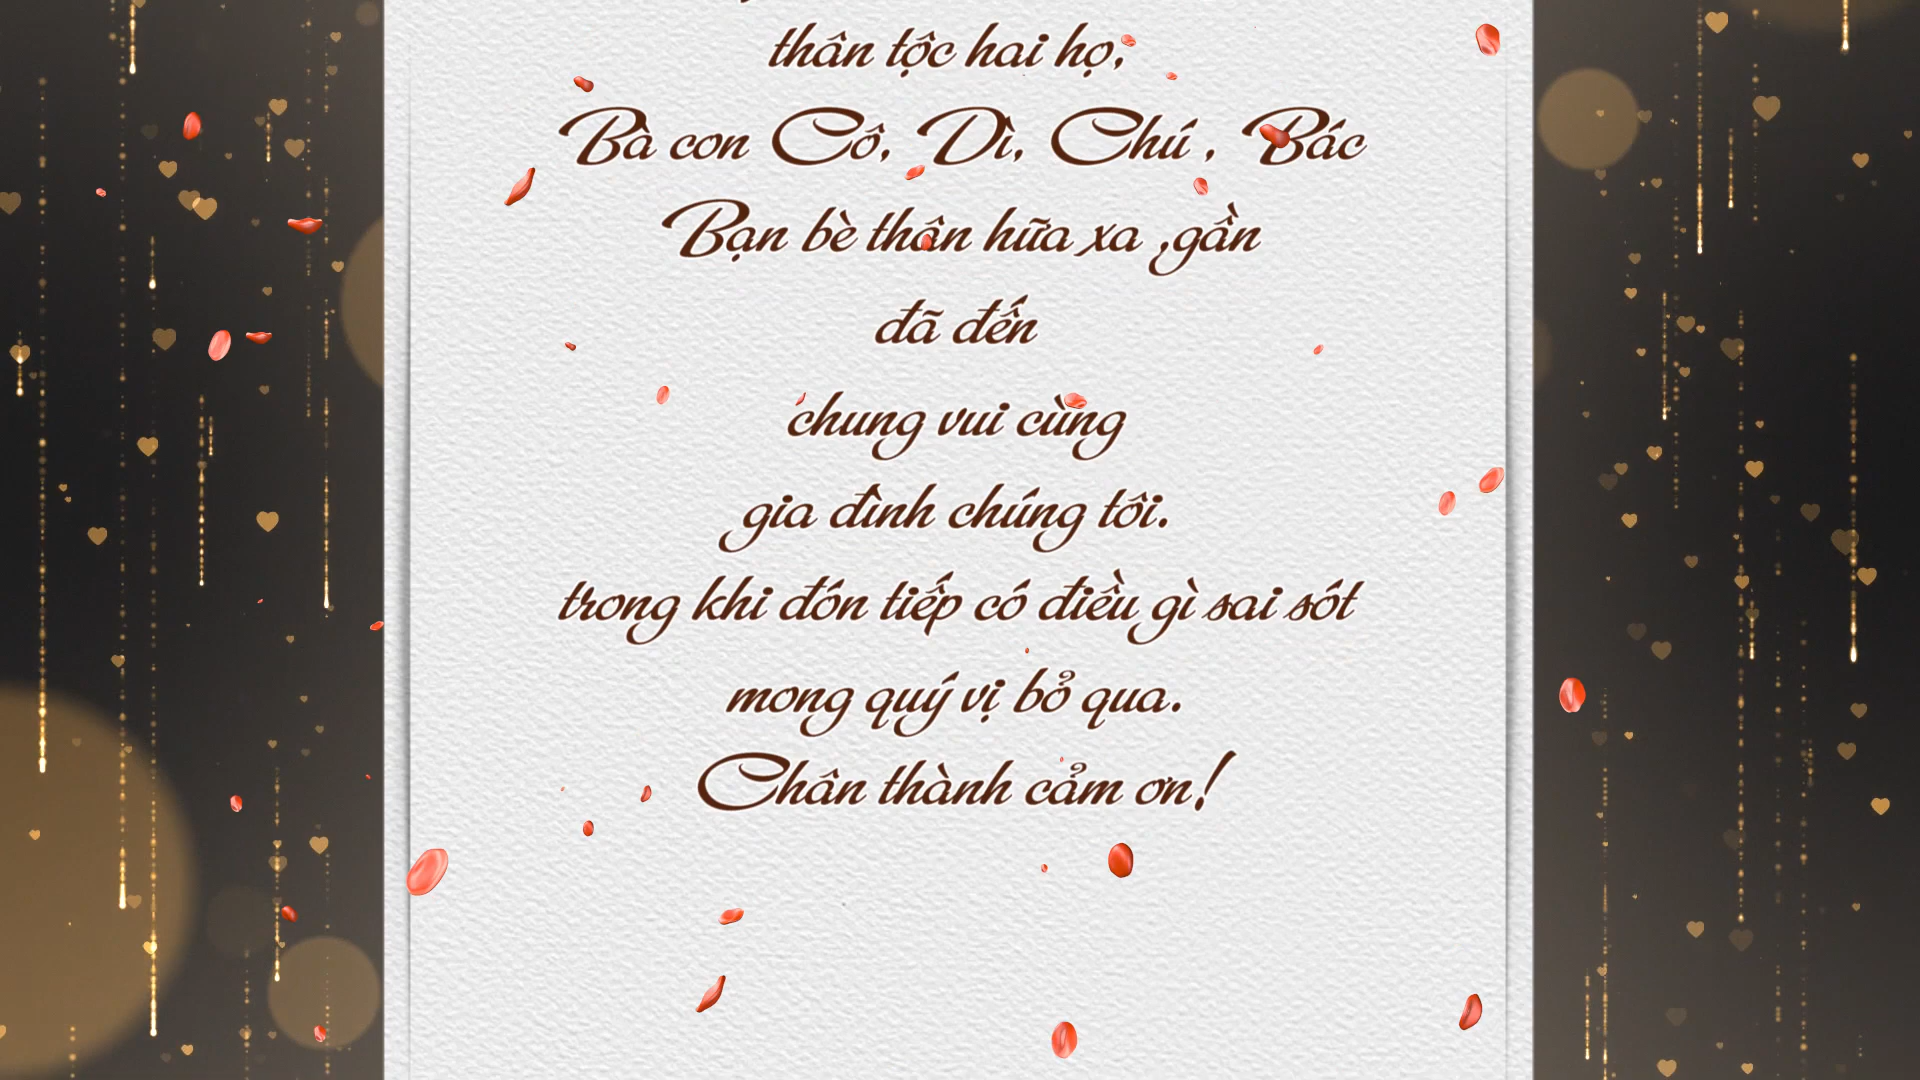 thân tộc hai họ,
Bà con Cô, Dì, Chú , Bác
Bạn bè thân hữa xa ,gần
đã đến
chung vui cùng
gia đình chúng tôi.
trong khi đón tiếp có điều gì sai sót
mong quý vị bỏ qua.
Chân thành cảm ơn!